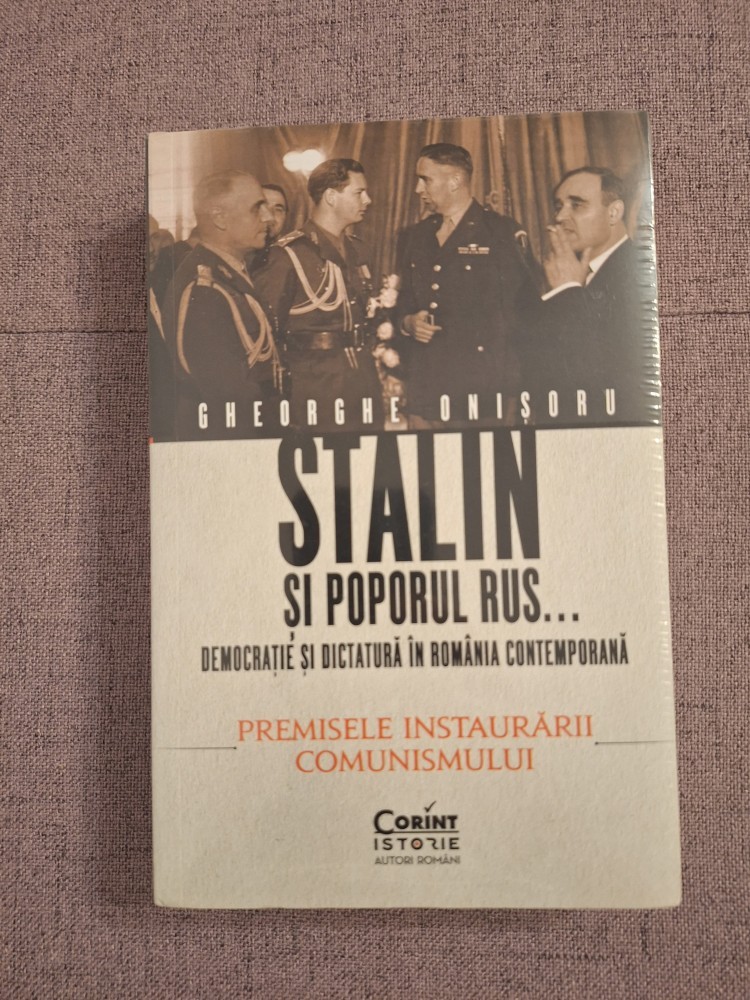 GHEORGHE ONIȘORU
STALIN
ȘI POPORUL RUS...
DEMOCRAȚIE ȘI DICTATURĂ ÎN ROMÂNIA CONTEMPORANĂ
PREMISELE INSTAURĂRII
COMUNISMULUI
CORINT
ISTORIE
AUTORI ROMÂNI